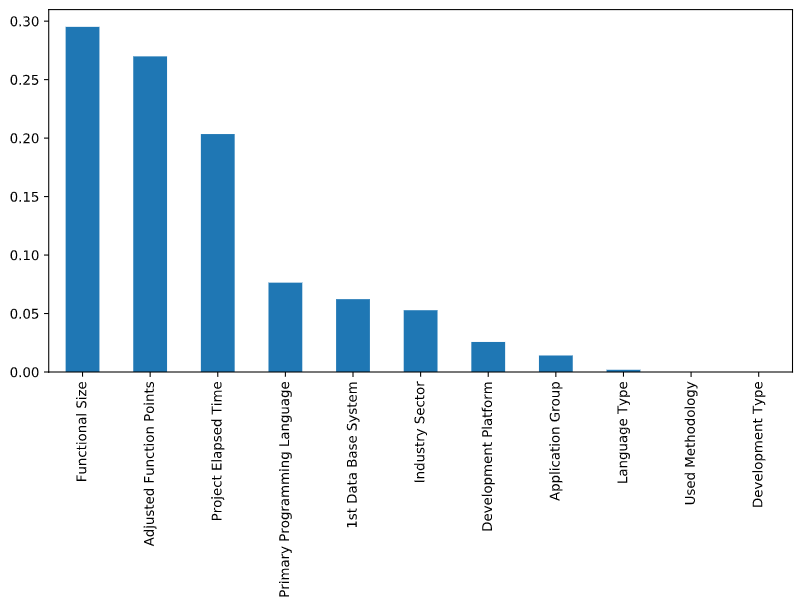 0.30
0.25
0.20
0.15
0.10
0.05
0.00
Functional Size
Adjusted Function Points
Project Elapsed Time
Primary Programming Language
1st Data Base System
Industry Sector
Development Platform
Application Group
Language Type
Used Methodology
Development Type